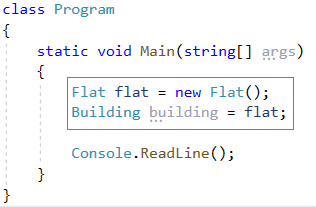 class Program
{
static void Main(string[] args)
{
Flat flat = new Flat();
Building building = flat;
Console.ReadLine();
}
}